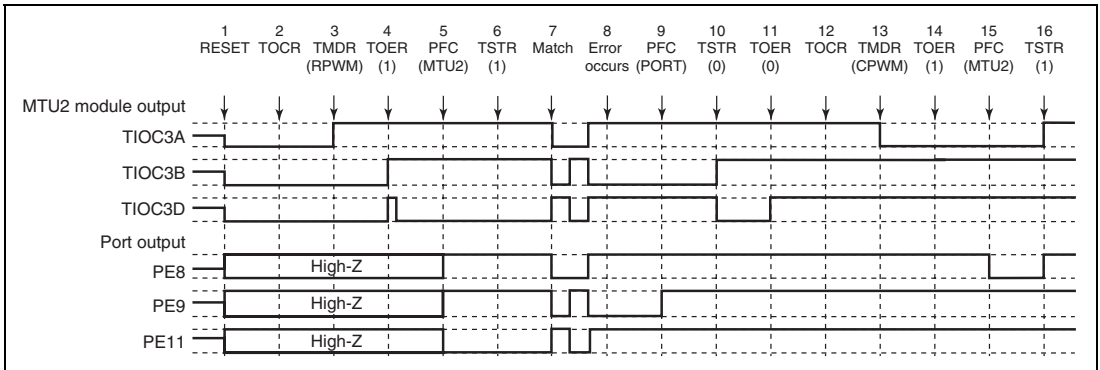 1 2 3 4 5 6 7 8 9 10 11 12 13 14 15 16
RESET TOCR TMDR TOER PFC TSTR Match Error PFC TSTR TOER TOCR TMDR TOER PFC TSTR
(RPWM) (1) (MTU2) (1) occurs (PORT) (0) (0) (CPWM) (1) (MTU2) (1)
MTU2 module output
TIOC3A
TIOC3B
TIOC3D
Port output
PE8 High-Z
PE9 High-Z
PE11 High-Z